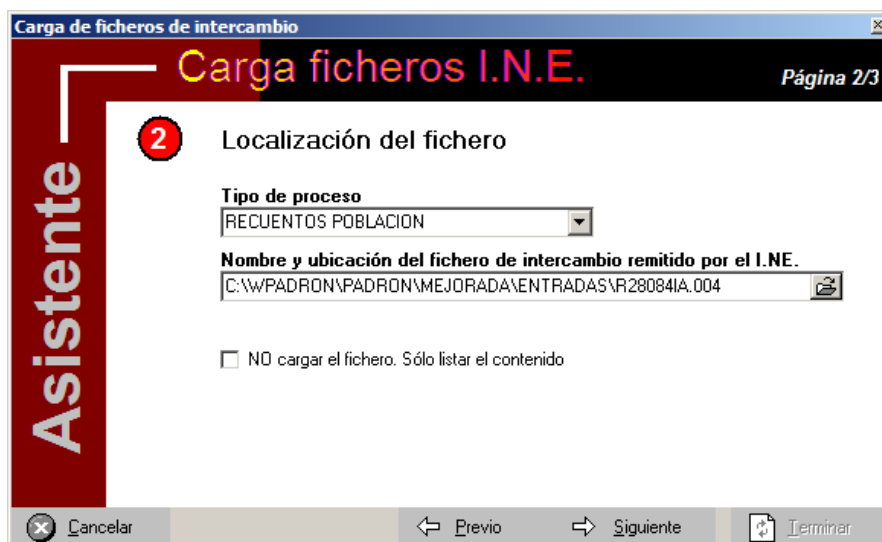 Carga de ficheros de intercambio
Carga ficheros I.N.E.
Página 2/3
Asistente
2
Localización del fichero
Tipo de proceso
RECUENTOS POBLACION
Nombre y ubicación del fichero de intercambio remitido por el I.NE.
C:\WPADRON\PADRON\MEJORADA\ENTRADAS\R28084IA.004
NO cargar el fichero. Sólo listar el contenido
Cancelar
Previo
Siguiente
Terminar